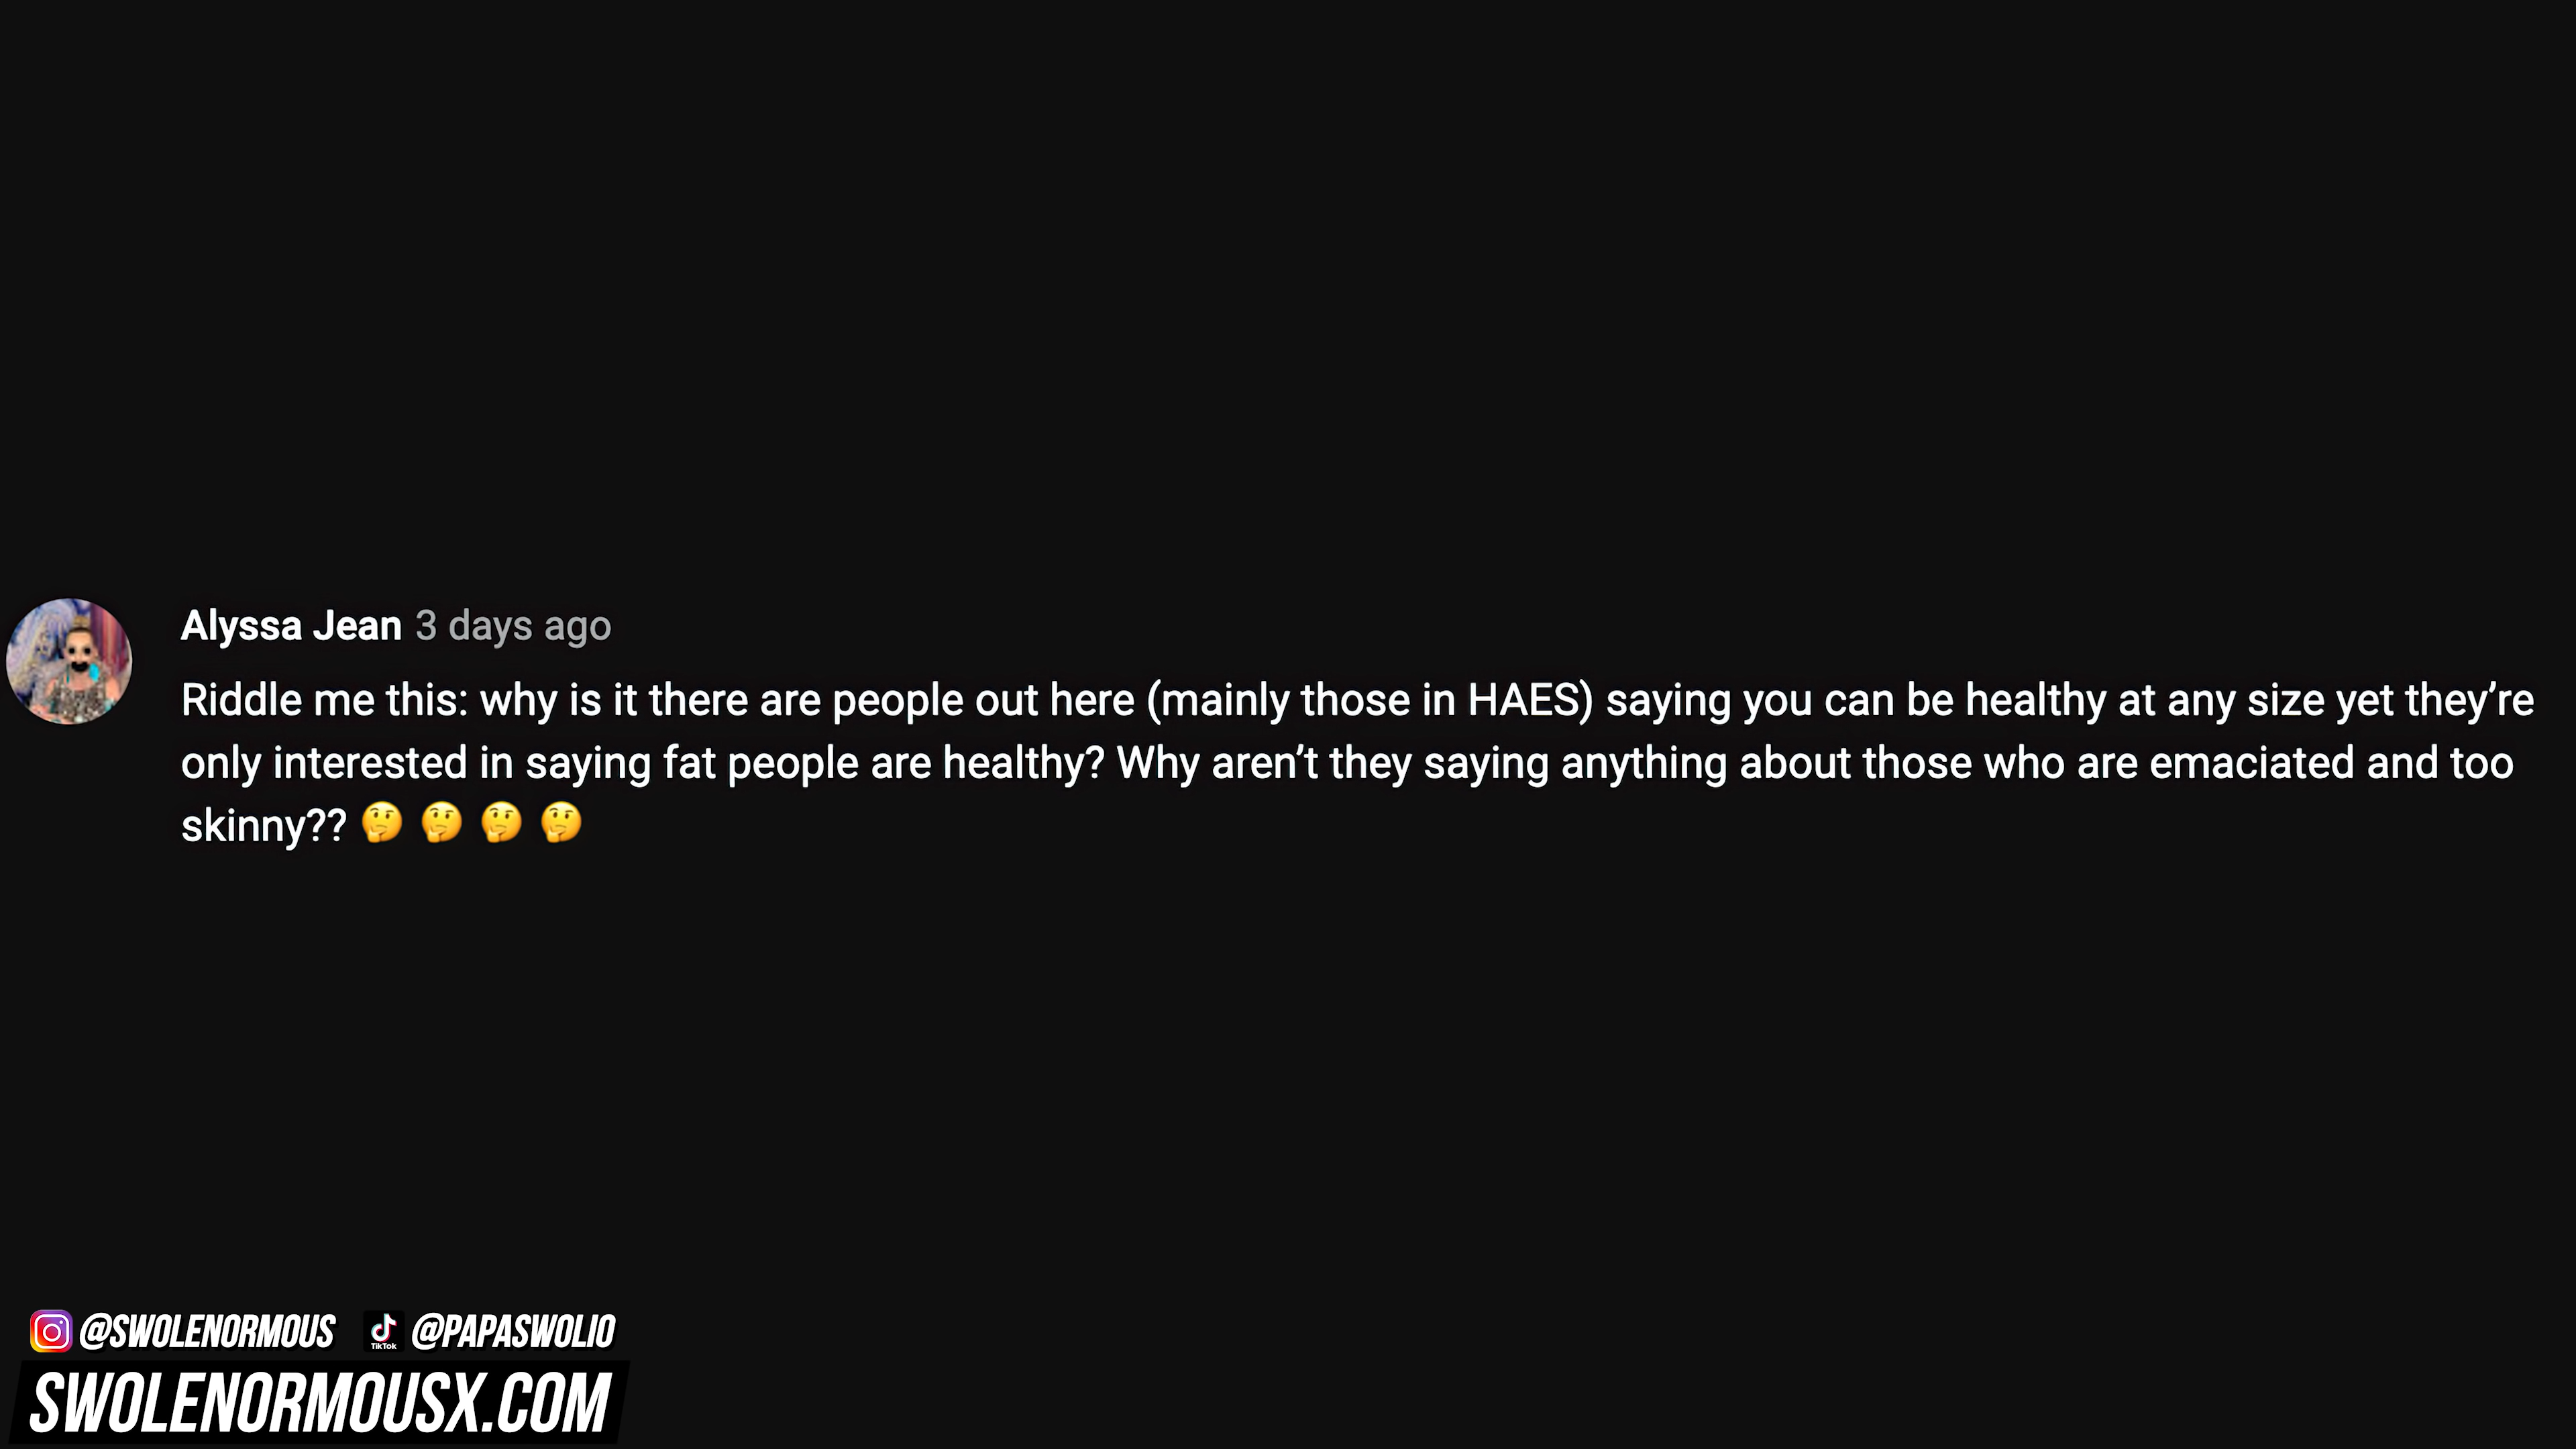 Alyssa Jean 3 days ago
Riddle me this: why is it there are people out here (mainly those in HAES) saying you can be healthy at any size yet they’re
only interested in saying fat people are healthy? Why aren’t they saying anything about those who are emaciated and too
skinny?? 🤔 🤔 🤔 🤔
@SWOLENORMOUS TikTok @PAPASWOLIO
SWOLENORMOUSX.COM